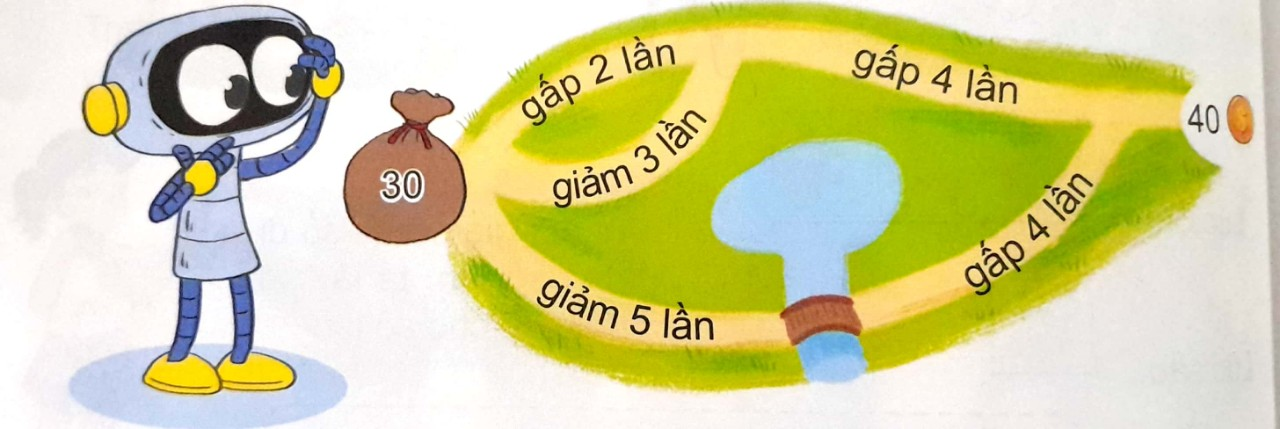 gấp 2 lần
gấp 4 lần
40
giảm 3 lần
30
gấp 4 lần
giảm 5 lần